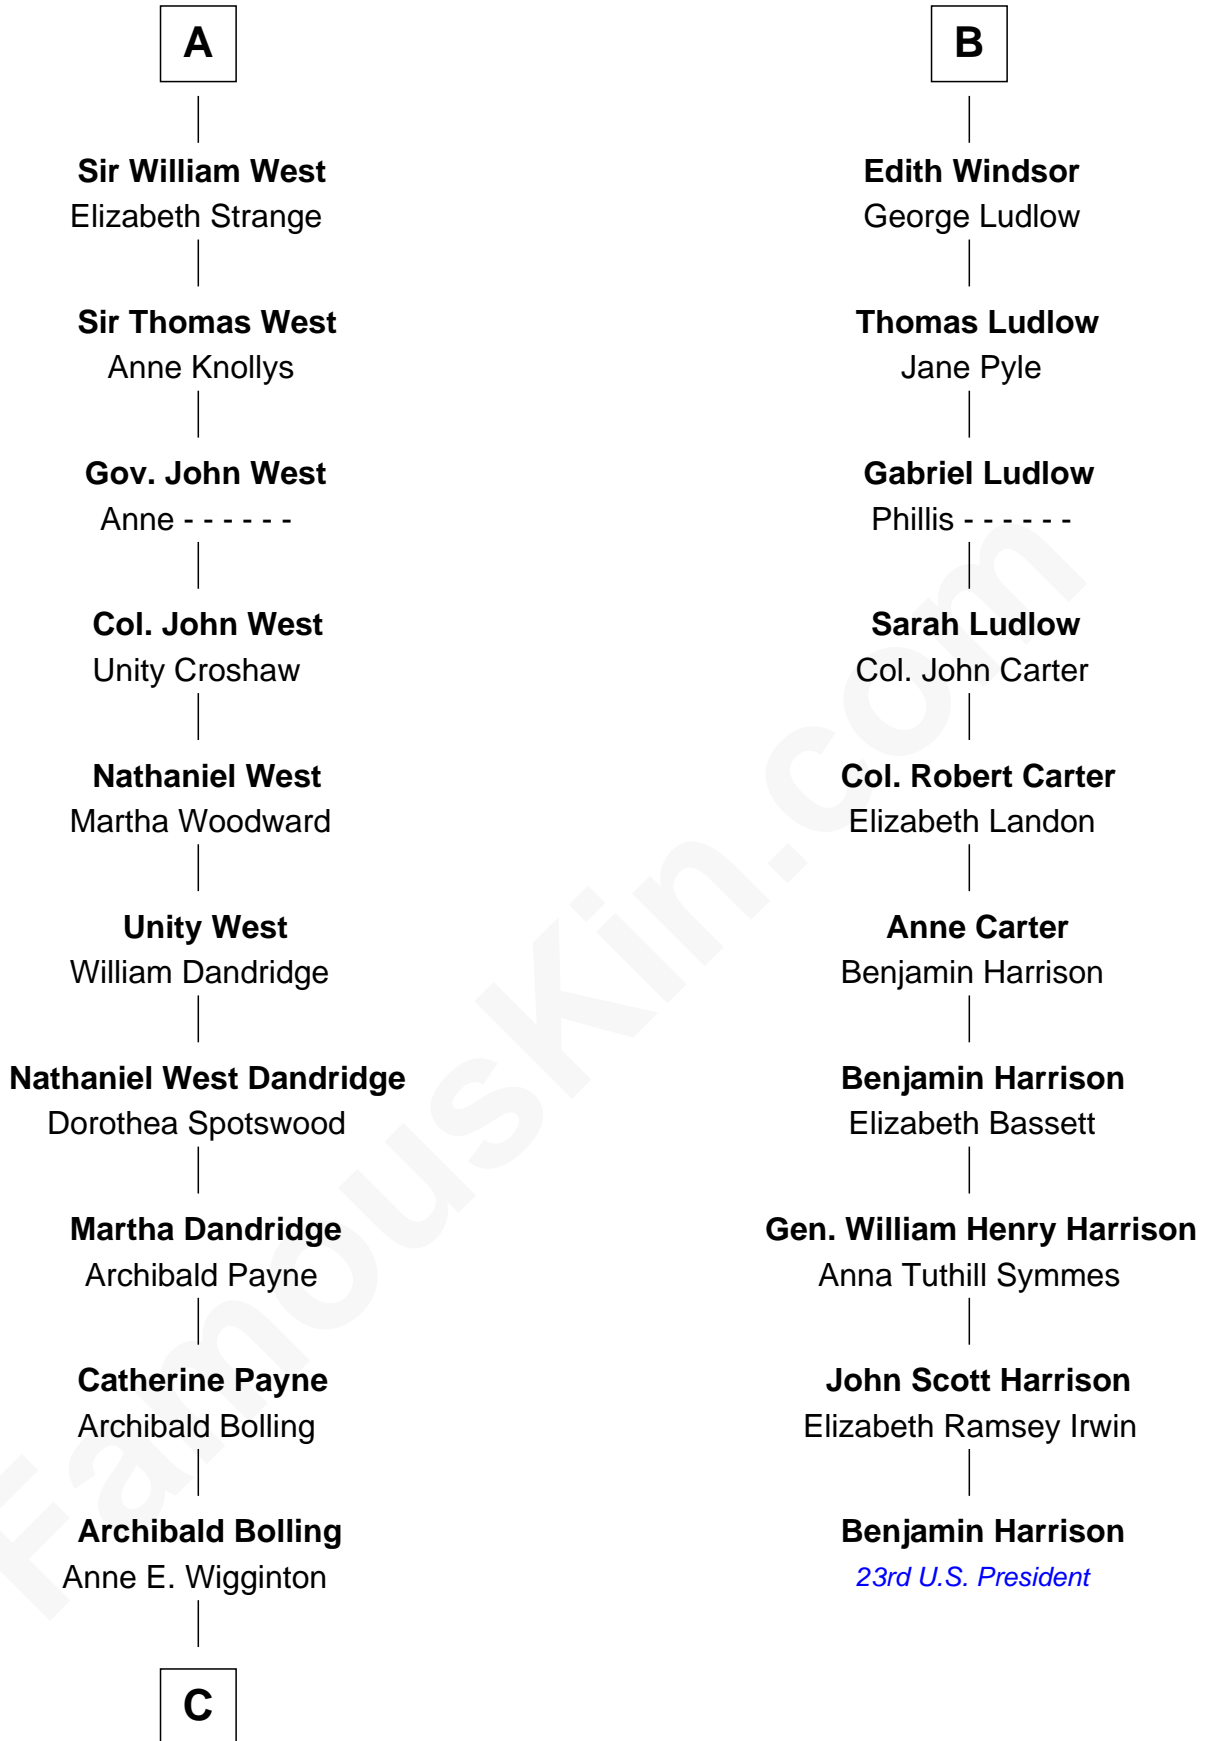 A
Sir William West
Elizabeth Strange
Sir Thomas West
Anne Knollys
Gov. John West
Anne - - - - - -
Col. John West
Unity Croshaw
Nathaniel West
Martha Woodward
Unity West
William Dandridge
Nathaniel West Dandridge
Dorothea Spotswood
Martha Dandridge
Archibald Payne
Catherine Payne
Archibald Bolling
Archibald Bolling
Anne E. Wigginton
C
B
Edith Windsor
George Ludlow
Thomas Ludlow
Jane Pyle
Gabriel Ludlow
Phillis - - - - - -
Sarah Ludlow
Col. John Carter
Col. Robert Carter
Elizabeth Landon
Anne Carter
Benjamin Harrison
Benjamin Harrison
Elizabeth Bassett
Gen. William Henry Harrison
Anna Tuthill Symmes
John Scott Harrison
Elizabeth Ramsey Irwin
Benjamin Harrison
23rd U.S. President
FamousKin.com